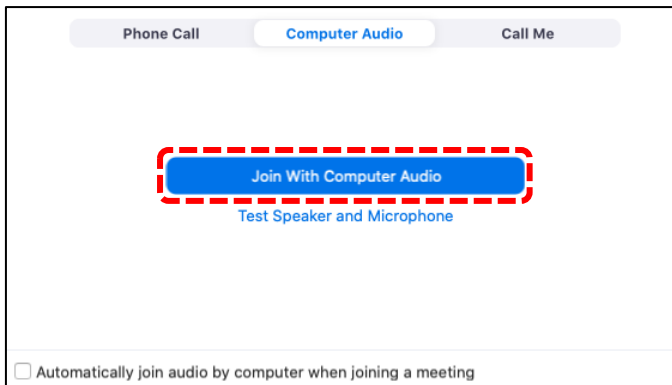 Phone Call Computer Audio Call Me
Join With Computer Audio
Test Speaker and Microphone
Automatically join audio by computer when joining a meeting